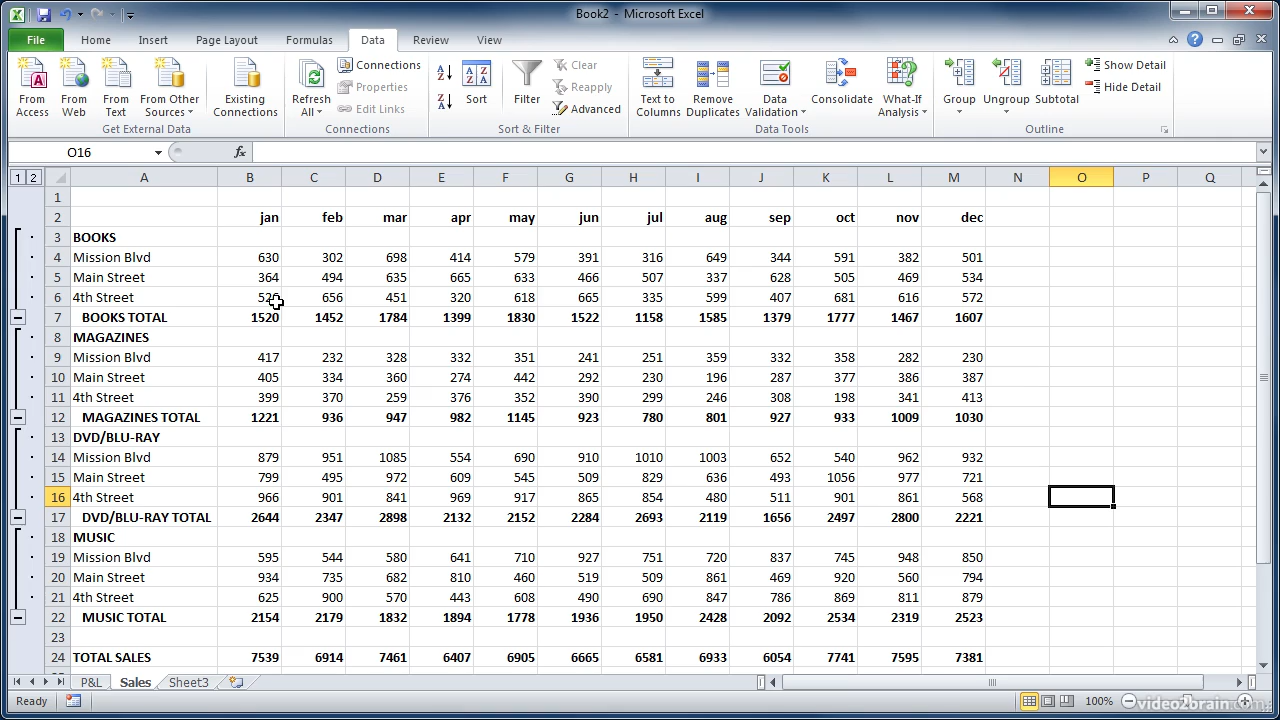 Book2 - Microsoft Excel
File Home Insert Page Layout Formulas Data Review View
From Access
From Web
From Text
From Other Sources
Existing Connections
Get External Data
Refresh All
Connections
Properties
Edit Links
Connections
Sort
Filter
Clear
Reapply
Advanced
Sort & Filter
Text to Columns
Remove Duplicates
Data Validation
Consolidate
What-If Analysis
Data Tools
Group
Ungroup
Subtotal
Show Detail
Hide Detail
Outline
O16 fx
1 2 A B C D E F G H I J K L M N O P Q
1
2 jan feb mar apr may jun jul aug sep oct nov dec
3 BOOKS
4 Mission Blvd 630 302 698 414 579 391 316 649 344 591 382 501
5 Main Street 364 494 635 665 633 466 507 337 628 505 469 534
6 4th Street 656 451 320 618 665 335 599 407 681 616 572
7 BOOKS TOTAL 1520 1452 1784 1399 1830 1522 1158 1585 1379 1777 1467 1607
8 MAGAZINES
9 Mission Blvd 417 232 328 332 351 241 251 359 332 358 282 230
10 Main Street 405 334 360 274 442 292 230 196 287 377 386 387
11 4th Street 399 370 259 376 352 390 299 246 308 198 341 413
12 MAGAZINES TOTAL 1221 936 947 982 1145 923 780 801 927 933 1009 1030
13 DVD/BLU-RAY
14 Mission Blvd 879 951 1085 554 690 910 1010 1003 652 540 962 932
15 Main Street 799 495 972 609 545 509 829 636 493 1056 977 721
16 4th Street 966 901 841 969 917 865 854 480 511 901 861 568
17 DVD/BLU-RAY TOTAL 2644 2347 2898 2132 2152 2284 2693 2119 1656 2497 2800 2221
18 MUSIC
19 Mission Blvd 595 544 580 641 710 927 751 720 837 745 948 850
20 Main Street 934 735 682 810 460 519 509 861 469 920 560 794
21 4th Street 625 900 570 443 608 490 690 847 786 869 811 879
22 MUSIC TOTAL 2154 2179 1832 1894 1778 1936 1950 2428 2092 2534 2319 2523
23
24 TOTAL SALES 7539 6914 7461 6407 6905 6665 6581 6933 6054 7741 7595 7381
P&L Sales Sheet3
Ready 100%
video2brain.com